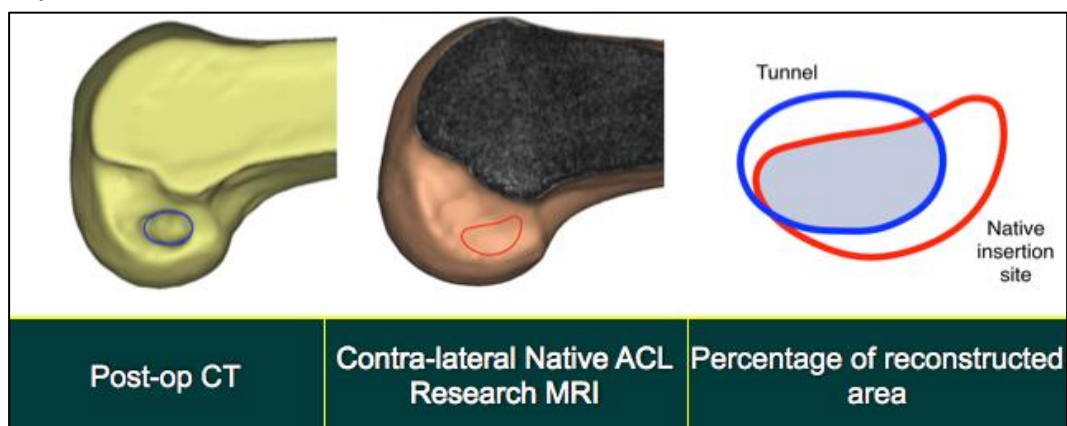 Tunnel
Native
insertion
site
Post-op CT
Contra-lateral Native ACL
Research MRI
Percentage of reconstructed
area